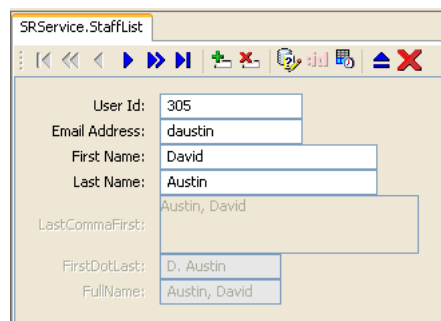 SRService.StaffList
:id
User Id: 305
Email Address: daustin
First Name: David
Last Name: Austin
LastCommaFirst: Austin, David
FirstDotLast: D. Austin
FullName: Austin, David